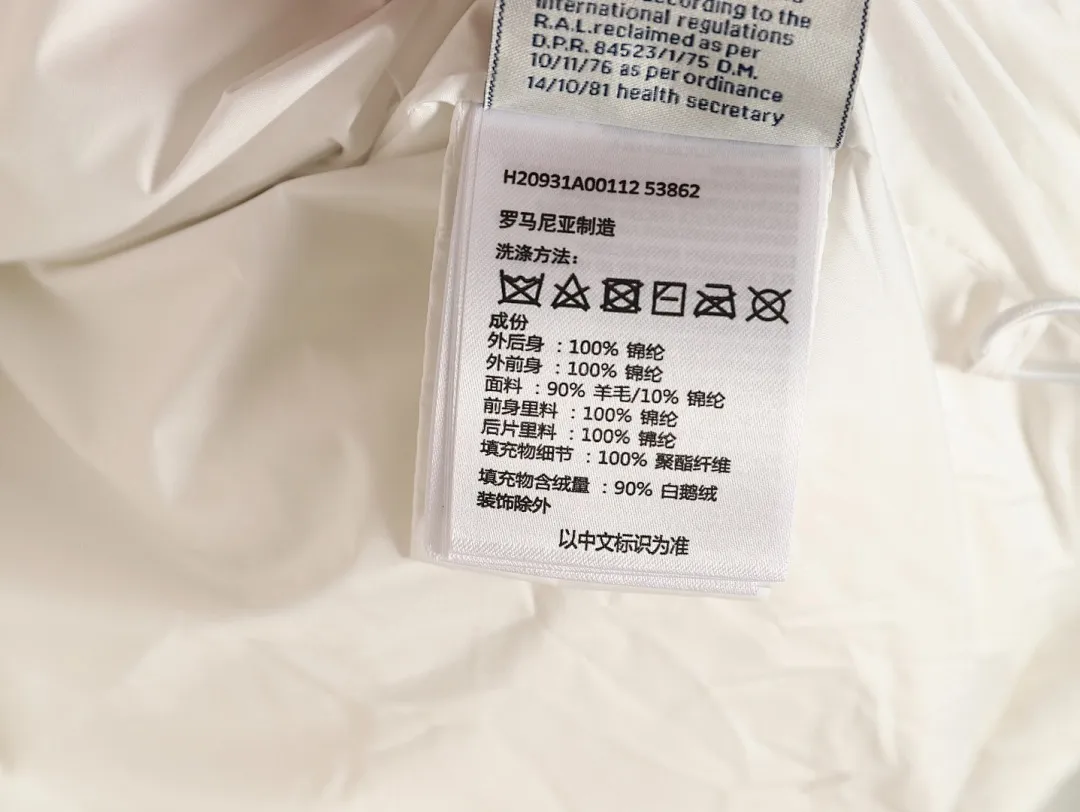 according to the
international regulations
R.A.L.reclaimed as per
D.P.R. 84523/1/75 D.M.
10/11/76 as per ordinance
14/10/81 health secretary
H20931A00112 53862
罗马尼亚制造
洗涤方法：
成份
外后身 ：100% 锦纶
外前身 ：100% 锦纶
面料 ：90% 羊毛/10% 锦纶
前身里料 ：100% 锦纶
后片里料 ：100% 锦纶
填充物细节 ：100% 聚酯纤维
填充物含绒量 ：90% 白鹅绒
装饰除外
以中文标识为准